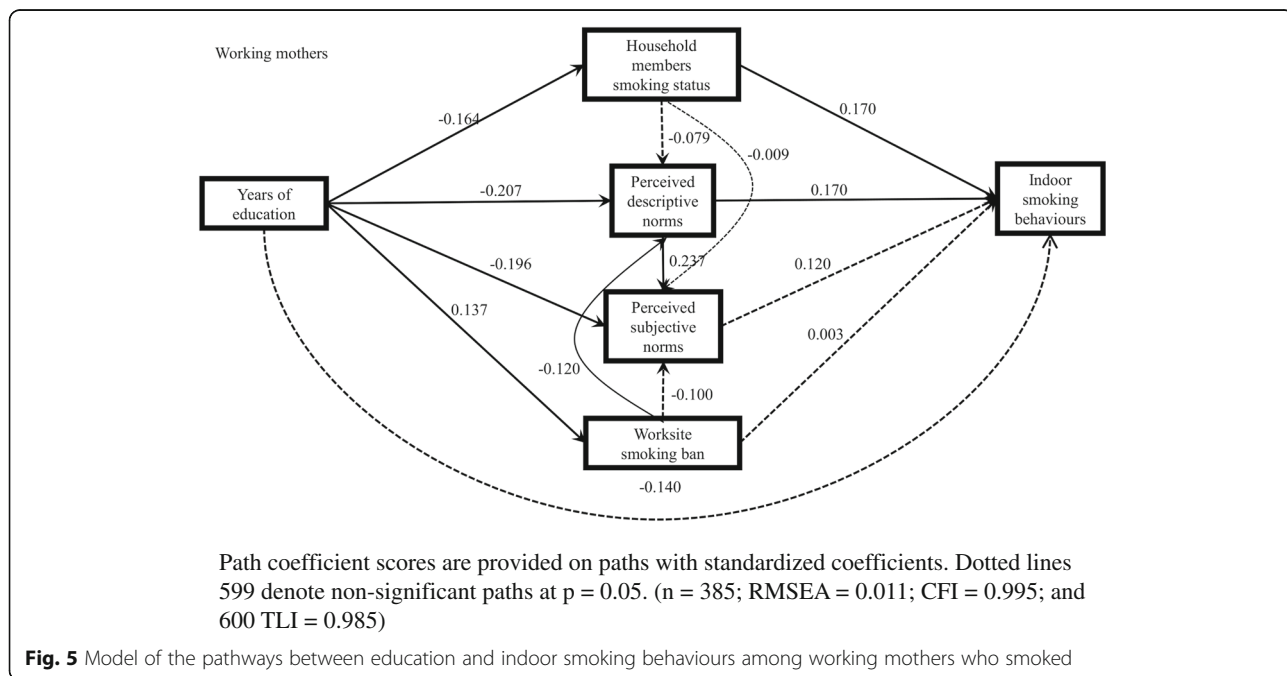 Working mothers
Household
members
smoking status
-0.164
0.170
-0.079
-0.009
Years of
education
-0.207
Perceived
descriptive
norms
0.170
Indoor
smoking
behaviours
0.237
-0.196
0.120
Perceived
subjective
norms
0.137
0.003
-0.120
-0.100
Worksite
smoking ban
-0.140
Path coefficient scores are provided on paths with standardized coefficients. Dotted lines
599 denote non-significant paths at p = 0.05. (n = 385; RMSEA = 0.011; CFI = 0.995; and
600 TLI = 0.985)
Fig. 5 Model of the pathways between education and indoor smoking behaviours among working mothers who smoked